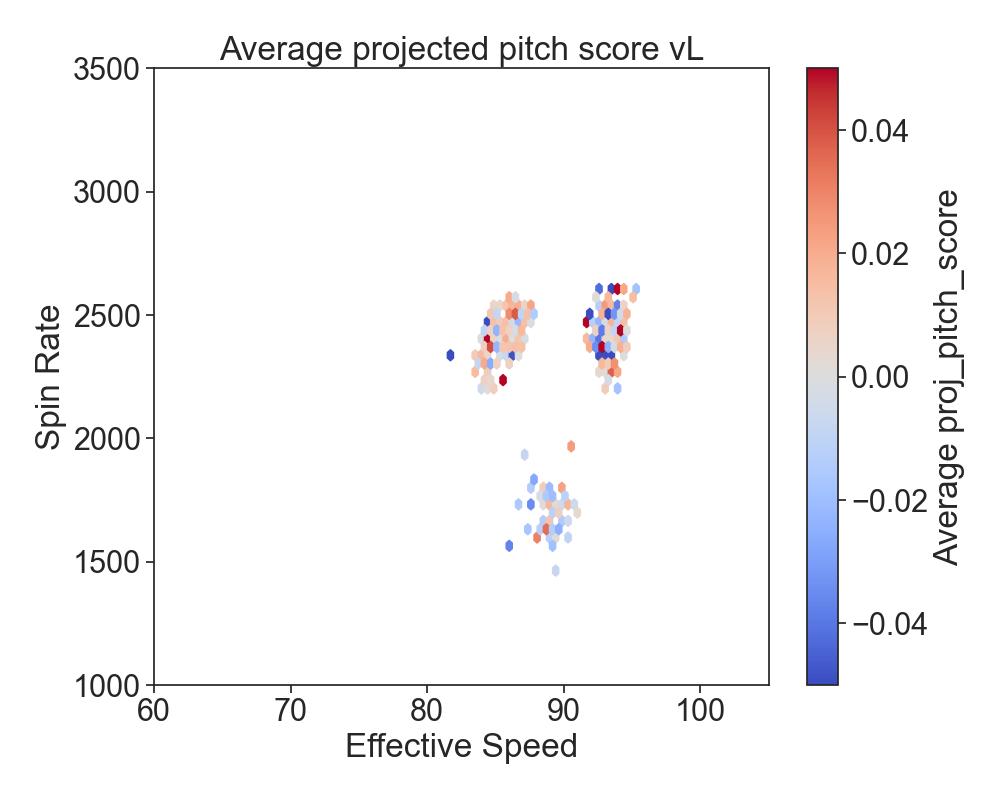 Average projected pitch score vL
3500
3000
2500
2000
1500
1000
Spin Rate
60 70 80 90 100
Effective Speed
0.04
0.02
0.00
−0.02
−0.04
Average proj_pitch_score